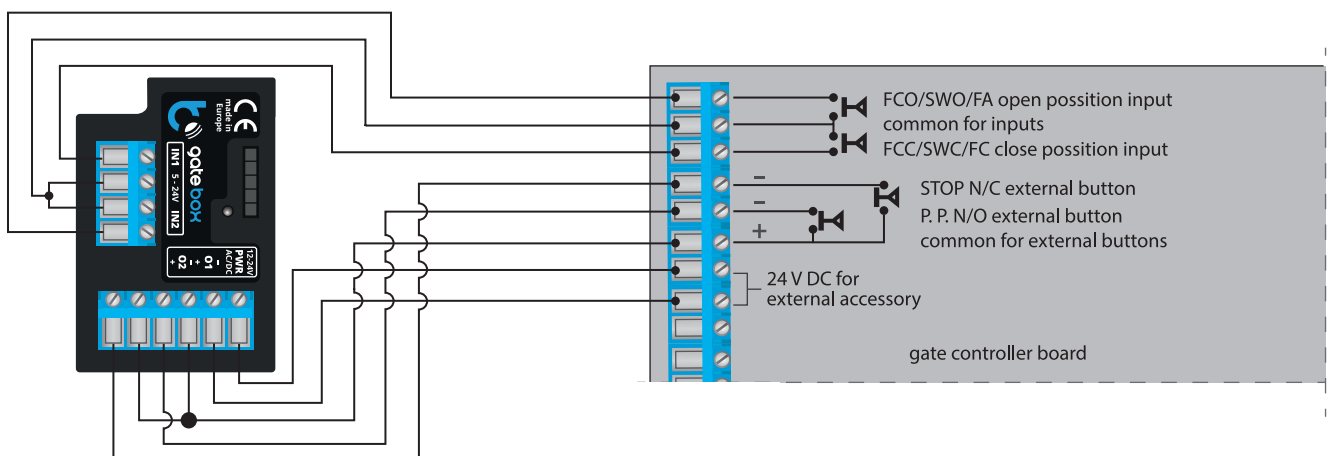 CE
made in
Europe
gatebox
IN1 5 - 24V IN2
12-24V
PWR
AC/DC
- O1 +
- O2 +
FCO/SWO/FA open possition input
common for inputs
FCC/SWC/FC close possition input
– STOP N/C external button
– P. P. N/O external button
+ common for external buttons
24 V DC for
external accessory
gate controller board